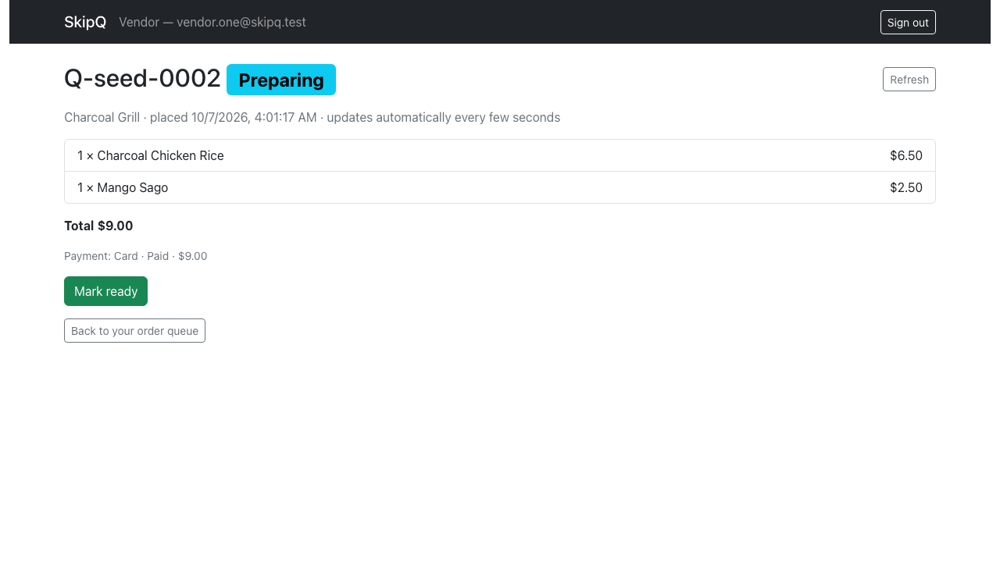 SkipQ Vendor — vendor.one@skipq.test Sign out
Q-seed-0002 Preparing Refresh
Charcoal Grill · placed 10/7/2026, 4:01:17 AM · updates automatically every few seconds
1 × Charcoal Chicken Rice $6.50
1 × Mango Sago $2.50
Total $9.00
Payment: Card · Paid · $9.00
Mark ready
Back to your order queue